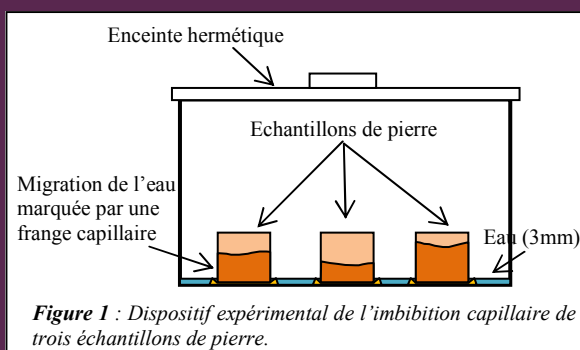 Enceinte hermétique
Echantillons de pierre
Migration de l’eau
marquée par une
frange capillaire
Eau (3mm)
Figure 1 : Dispositif expérimental de l’imbibition capillaire de
trois échantillons de pierre.